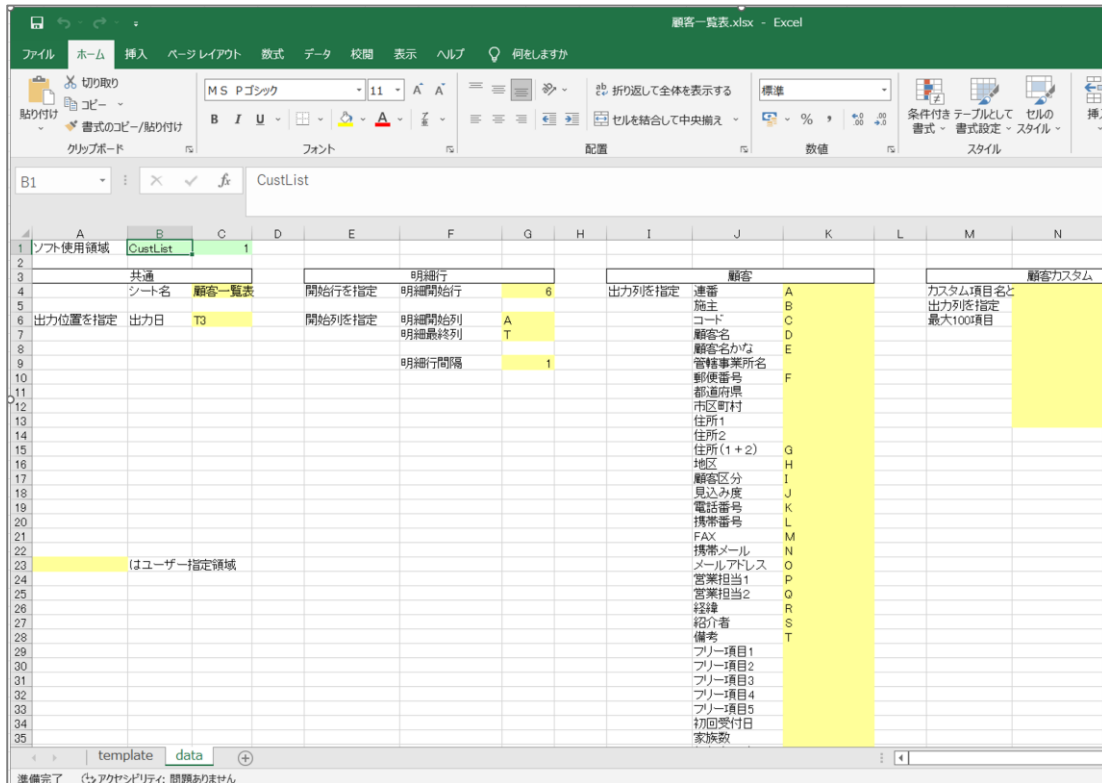 顧客一覧表.xlsx - Excel
ファイル ホーム 挿入 ページ レイアウト 数式 データ 校閲 表示 ヘルプ 何をしますか
切り取り
コピー
書式のコピー/貼り付け
貼り付け
クリップボード
ＭＳ Ｐゴシック 11
B I U
フォント
折り返して全体を表示する
セルを結合して中央揃え
配置
標準
数値
条件付き書式
テーブルとして書式設定
セルのスタイル
スタイル
B1 fx CustList
A B C D E F G H I J K L M N
1 ソフト使用領域 CustList 1
2
3 共通 明細行 顧客 顧客カスタム
4 シート名 顧客一覧表 開始行を指定 明細開始行 6 出力列を指定 連番 A カスタム項目名と
5 施主 B 出力列を指定
6 出力位置を指定 出力日 T3 開始列を指定 明細開始列 A コード C 最大100項目
7 明細最終列 T 顧客名 D
8 顧客名かな E
9 明細行間隔 1 管轄事業所名
10 郵便番号 F
11 都道府県
12 市区町村
13 住所1
14 住所2
15 住所(1＋2) G
16 地区 H
17 顧客区分 I
18 見込み度 J
19 電話番号 K
20 携帯番号 L
21 FAX M
22 携帯メール N
23 はユーザー指定領域 メールアドレス O
24 営業担当1 P
25 営業担当2 Q
26 経緯 R
27 紹介者 S
28 備考 T
29 フリー項目1
30 フリー項目2
31 フリー項目3
32 フリー項目4
33 フリー項目5
34 初回受付日
35 家族数
template data
準備完了 アクセシビリティ: 問題ありません